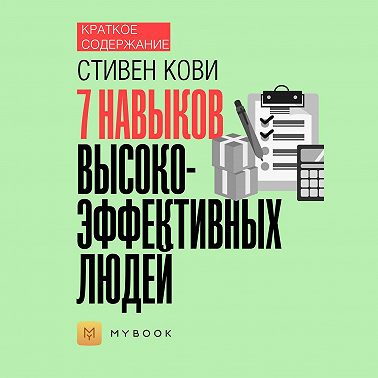 КРАТКОЕ
СОДЕРЖАНИЕ
СТИВЕН КОВИ
7 НАВЫКОВ
ВЫСОКО-
ЭФФЕКТИВНЫХ
ЛЮДЕЙ
MYBOOK